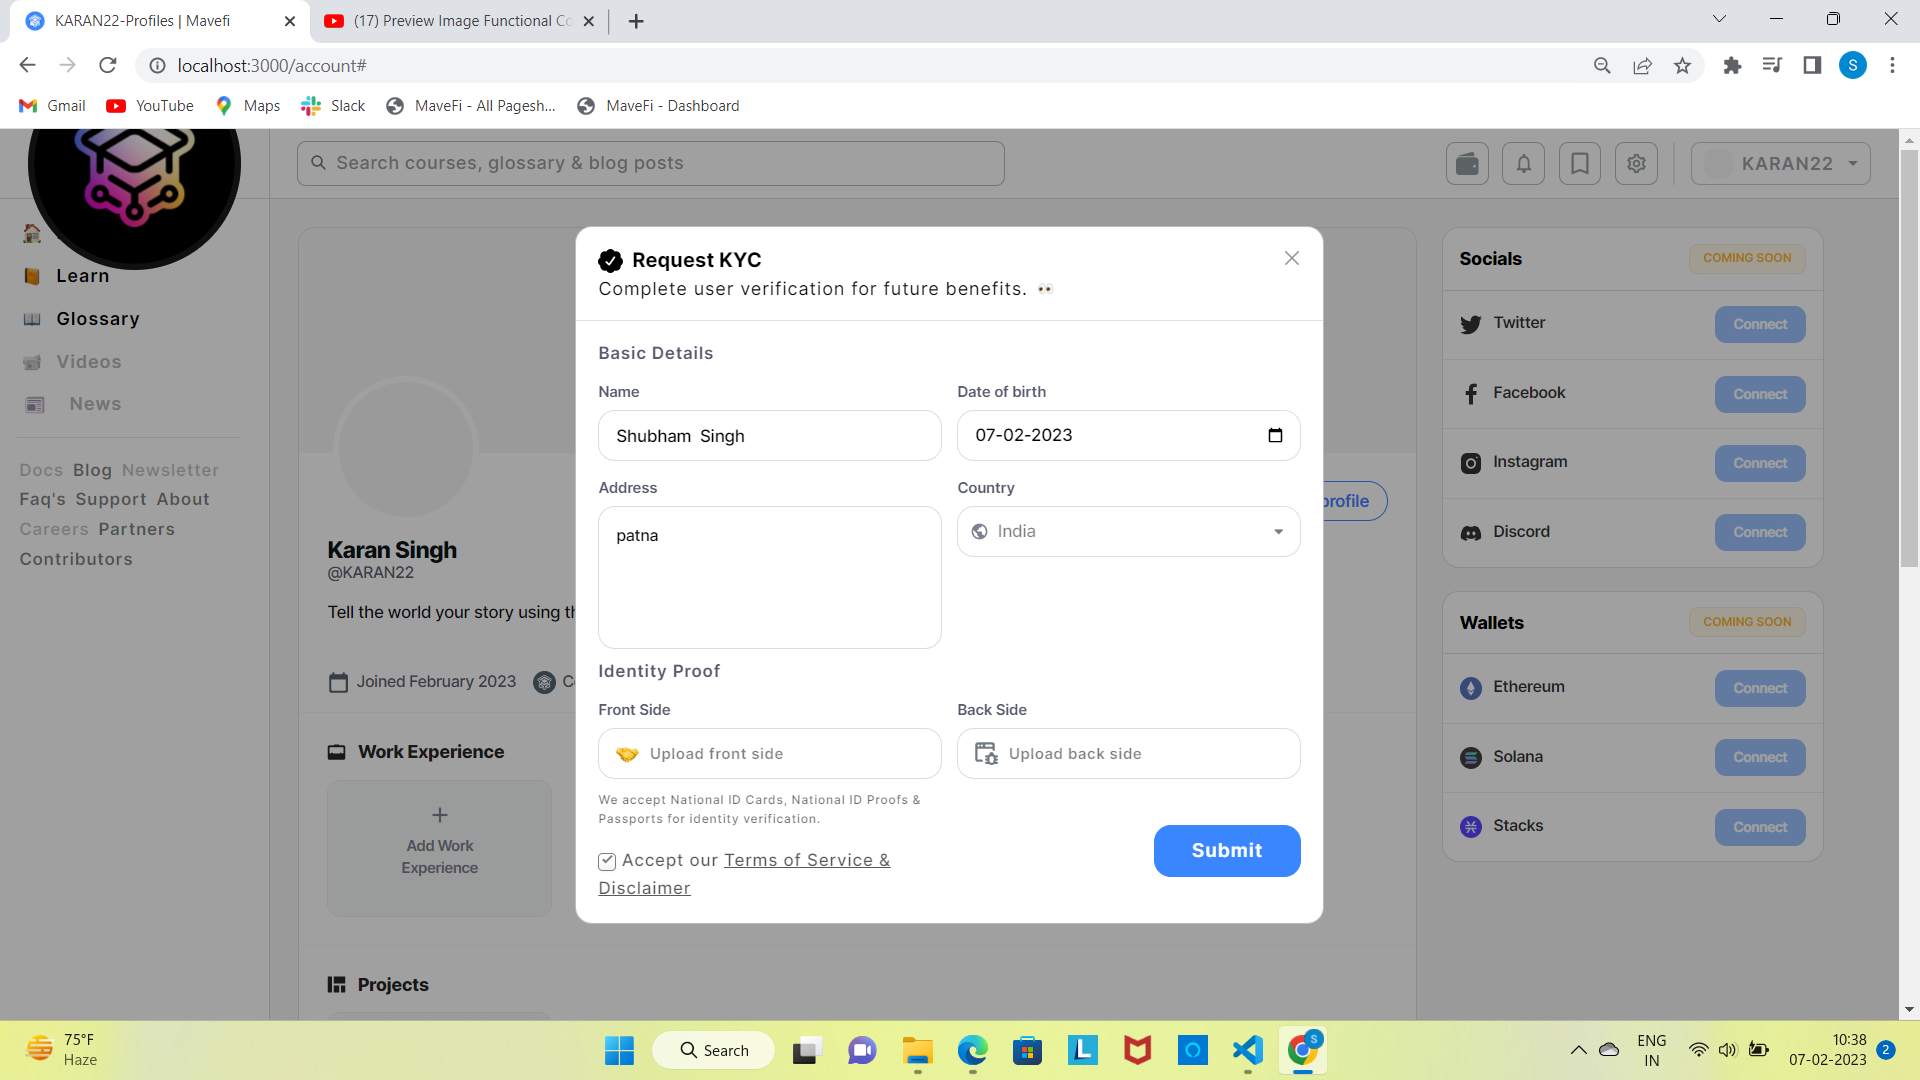 KARAN22-Profiles | Mavefi
(17) Preview Image Functional Co
localhost:3000/account#
S
Gmail
YouTube
Maps
Slack
MaveFi - All Pagesh...
MaveFi - Dashboard
Search courses, glossary & blog posts
KARAN22
Learn
Glossary
Videos
News
Docs Blog Newsletter
Faq's Support About
Careers Partners
Contributors
Karan Singh
@KARAN22
Tell the world your story using th
Joined February 2023
profile
Work Experience
Add Work
Experience
Projects
Request KYC
Complete user verification for future benefits.
Basic Details
Name
Shubham  Singh
Date of birth
07-02-2023
Address
patna
Country
India
Identity Proof
Front Side
Upload front side
Back Side
Upload back side
We accept National ID Cards, National ID Proofs &
Passports for identity verification.
Accept our Terms of Service &
Disclaimer
Submit
Socials
COMING SOON
Twitter
Connect
Facebook
Connect
Instagram
Connect
Discord
Connect
Wallets
COMING SOON
Ethereum
Connect
Solana
Connect
Stacks
Connect
75°F
Haze
Search
L
S
ENG
IN
10:38
07-02-2023
2